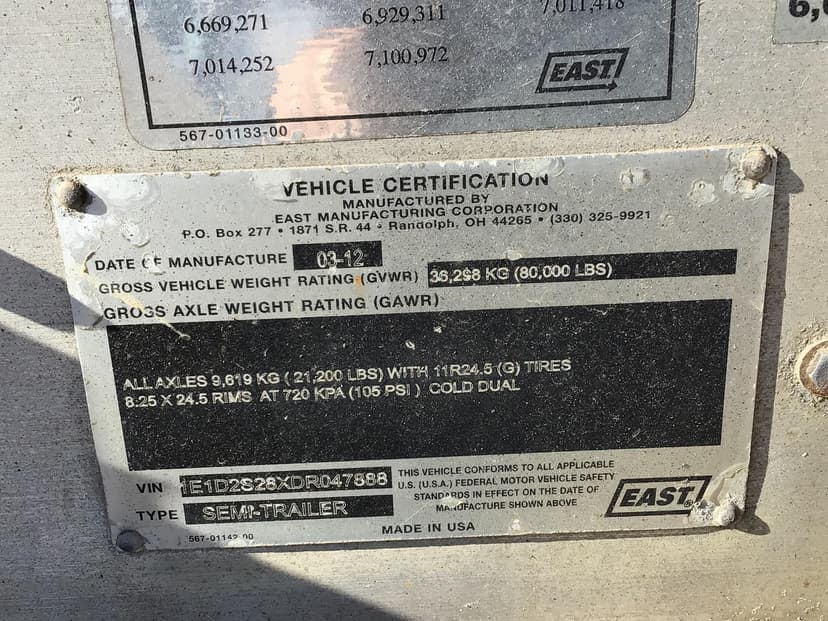 6,669,271 6,929,311 7,011,418
7,014,252 7,100,972
EAST
567-01133-00
VEHICLE CERTIFICATION
MANUFACTURED BY
EAST MANUFACTURING CORPORATION
P.O. Box 277 • 1871 S.R. 44 • Randolph, OH 44265 • (330) 325-9921
DATE OF MANUFACTURE 03-12
GROSS VEHICLE WEIGHT RATING (GVWR) 36,298 KG (80,000 LBS)
GROSS AXLE WEIGHT RATING (GAWR)
ALL AXLES 9,619 KG ( 21,200 LBS) WITH 11R24.5 (G) TIRES
8.25 X 24.5 RIMS AT 720 KPA (105 PSI ) COLD DUAL
VIN 1E1D2S28XDR047888
TYPE SEMI-TRAILER
THIS VEHICLE CONFORMS TO ALL APPLICABLE
U.S. (U.S.A.) FEDERAL MOTOR VEHICLE SAFETY
STANDARDS IN EFFECT ON THE DATE OF
MANUFACTURE SHOWN ABOVE
EAST
567-01142-00
MADE IN USA